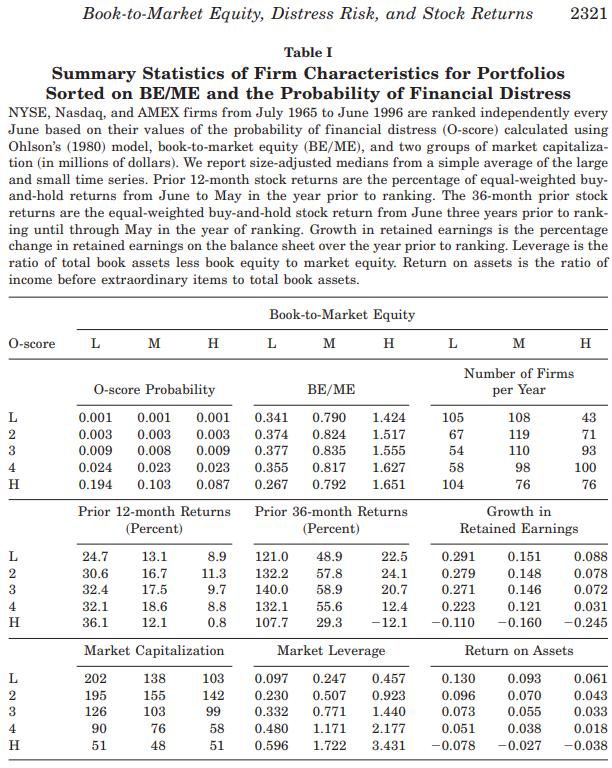 Book-to-Market Equity, Distress Risk, and Stock Returns 2321
Table I
Summary Statistics of Firm Characteristics for Portfolios
Sorted on BE/ME and the Probability of Financial Distress
NYSE, Nasdaq, and AMEX firms from July 1965 to June 1996 are ranked independently every
June based on their values of the probability of financial distress (O-score) calculated using
Ohlson's (1980) model, book-to-market equity (BE/ME), and two groups of market capitaliza-
tion (in millions of dollars). We report size-adjusted medians from a simple average of the large
and small time series. Prior 12-month stock returns are the percentage of equal-weighted buy-
and-hold returns from June to May in the year prior to ranking. The 36-month prior stock
returns are the equal-weighted buy-and-hold stock return from June three years prior to rank-
ing until through May in the year of ranking. Growth in retained earnings is the percentage
change in retained earnings on the balance sheet over the year prior to ranking. Leverage is the
ratio of total book assets less book equity to market equity. Return on assets is the ratio of
income before extraordinary items to total book assets.
Book-to-Market Equity
O-score L M H L M H L M H
Number of Firms
O-score Probability BE/ME per Year
L 0.001 0.001 0.001 0.341 0.790 1.424 105 108 43
2 0.003 0.003 0.003 0.374 0.824 1.517 67 119 71
3 0.009 0.008 0.009 0.377 0.835 1.555 54 110 93
4 0.024 0.023 0.023 0.355 0.817 1.627 58 98 100
H 0.194 0.103 0.087 0.267 0.792 1.651 104 76 76
Prior 12-month Returns Prior 36-month Returns Growth in
(Percent) (Percent) Retained Earnings
L 24.7 13.1 8.9 121.0 48.9 22.5 0.291 0.151 0.088
2 30.6 16.7 11.3 132.2 57.8 24.1 0.279 0.148 0.078
3 32.4 17.5 9.7 140.0 58.9 20.7 0.271 0.146 0.072
4 32.1 18.6 8.8 132.1 55.6 12.4 0.223 0.121 0.031
H 36.1 12.1 0.8 107.7 29.3 −12.1 −0.110 −0.160 −0.245
Market Capitalization Market Leverage Return on Assets
L 202 138 103 0.097 0.247 0.457 0.130 0.093 0.061
2 195 155 142 0.230 0.507 0.923 0.096 0.070 0.043
3 126 103 99 0.332 0.771 1.440 0.073 0.055 0.033
4 90 76 58 0.480 1.171 2.177 0.051 0.038 0.018
H 51 48 51 0.596 1.722 3.431 −0.078 −0.027 −0.038